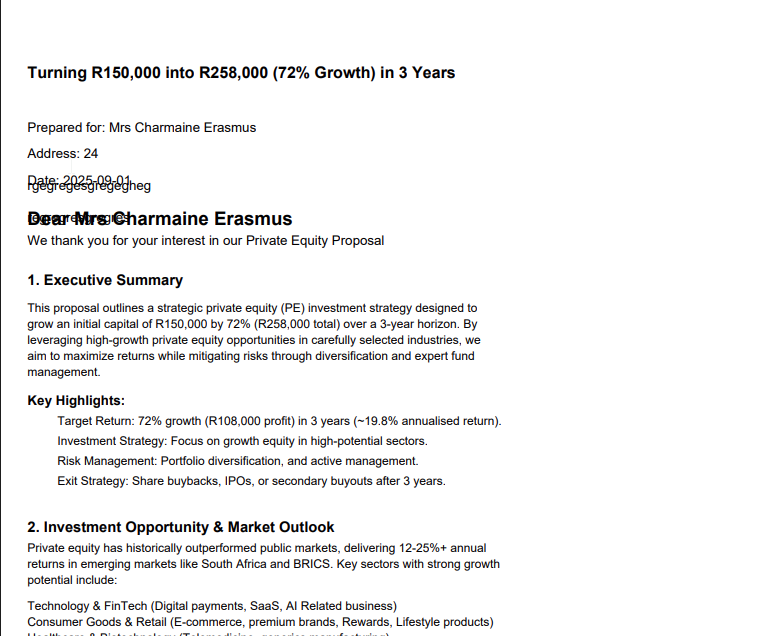 Turning R150,000 into R258,000 (72% Growth) in 3 Years
Prepared for: Mrs Charmaine Erasmus
Address: 24
Date: 2025-09-01
rgegregesgregegheg
Dear Mrs Charmaine Erasmus
We thank you for your interest in our Private Equity Proposal
1. Executive Summary
This proposal outlines a strategic private equity (PE) investment strategy designed to
grow an initial capital of R150,000 by 72% (R258,000 total) over a 3-year horizon. By
leveraging high-growth private equity opportunities in carefully selected industries, we
aim to maximize returns while mitigating risks through diversification and expert fund
management.
Key Highlights:
Target Return: 72% growth (R108,000 profit) in 3 years (~19.8% annualised return).
Investment Strategy: Focus on growth equity in high-potential sectors.
Risk Management: Portfolio diversification, and active management.
Exit Strategy: Share buybacks, IPOs, or secondary buyouts after 3 years.
2. Investment Opportunity & Market Outlook
Private equity has historically outperformed public markets, delivering 12-25%+ annual
returns in emerging markets like South Africa and BRICS. Key sectors with strong growth
potential include:
Technology & FinTech (Digital payments, SaaS, AI Related business)
Consumer Goods & Retail (E-commerce, premium brands, Rewards, Lifestyle products)